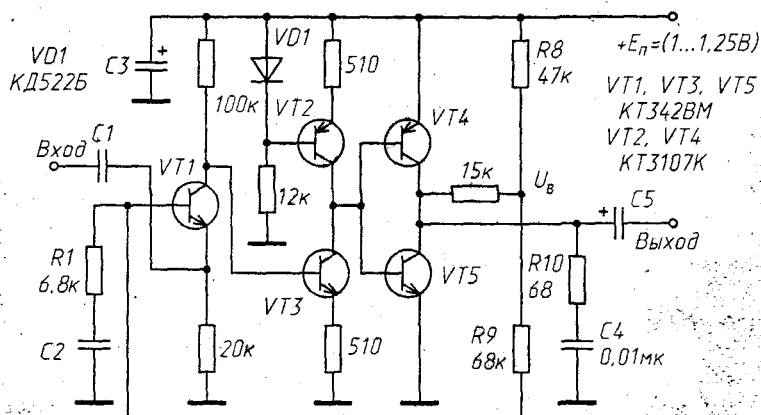 VD1
КД522Б
C3
+
100к
VD1
VT2
510
VT4
R8
47к
+Eп=(1...1,25В)
VT1, VT3, VT5
КТ342ВМ
VT2, VT4
КТ3107К
C1
Вход
VT1
12к
15к
Uв
+
C5
Выход
R1
6,8к
VT3
VT5
R10
68
C2
20к
510
R9
68к
C4
0,01мк